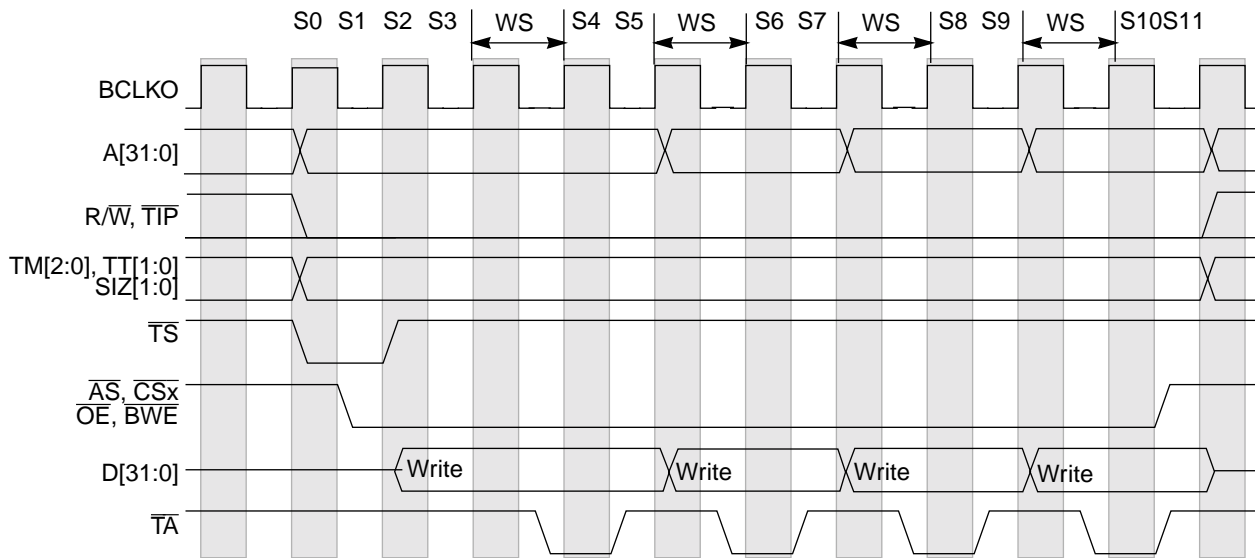 S0 S1 S2 S3 WS S4 S5 WS S6 S7 WS S8 S9 WS S10S11
BCLKO
A[31:0]
R/W, TIP
TM[2:0], TT[1:0]
SIZ[1:0]
TS
AS, CSx
OE, BWE
D[31:0] Write Write Write Write
TA